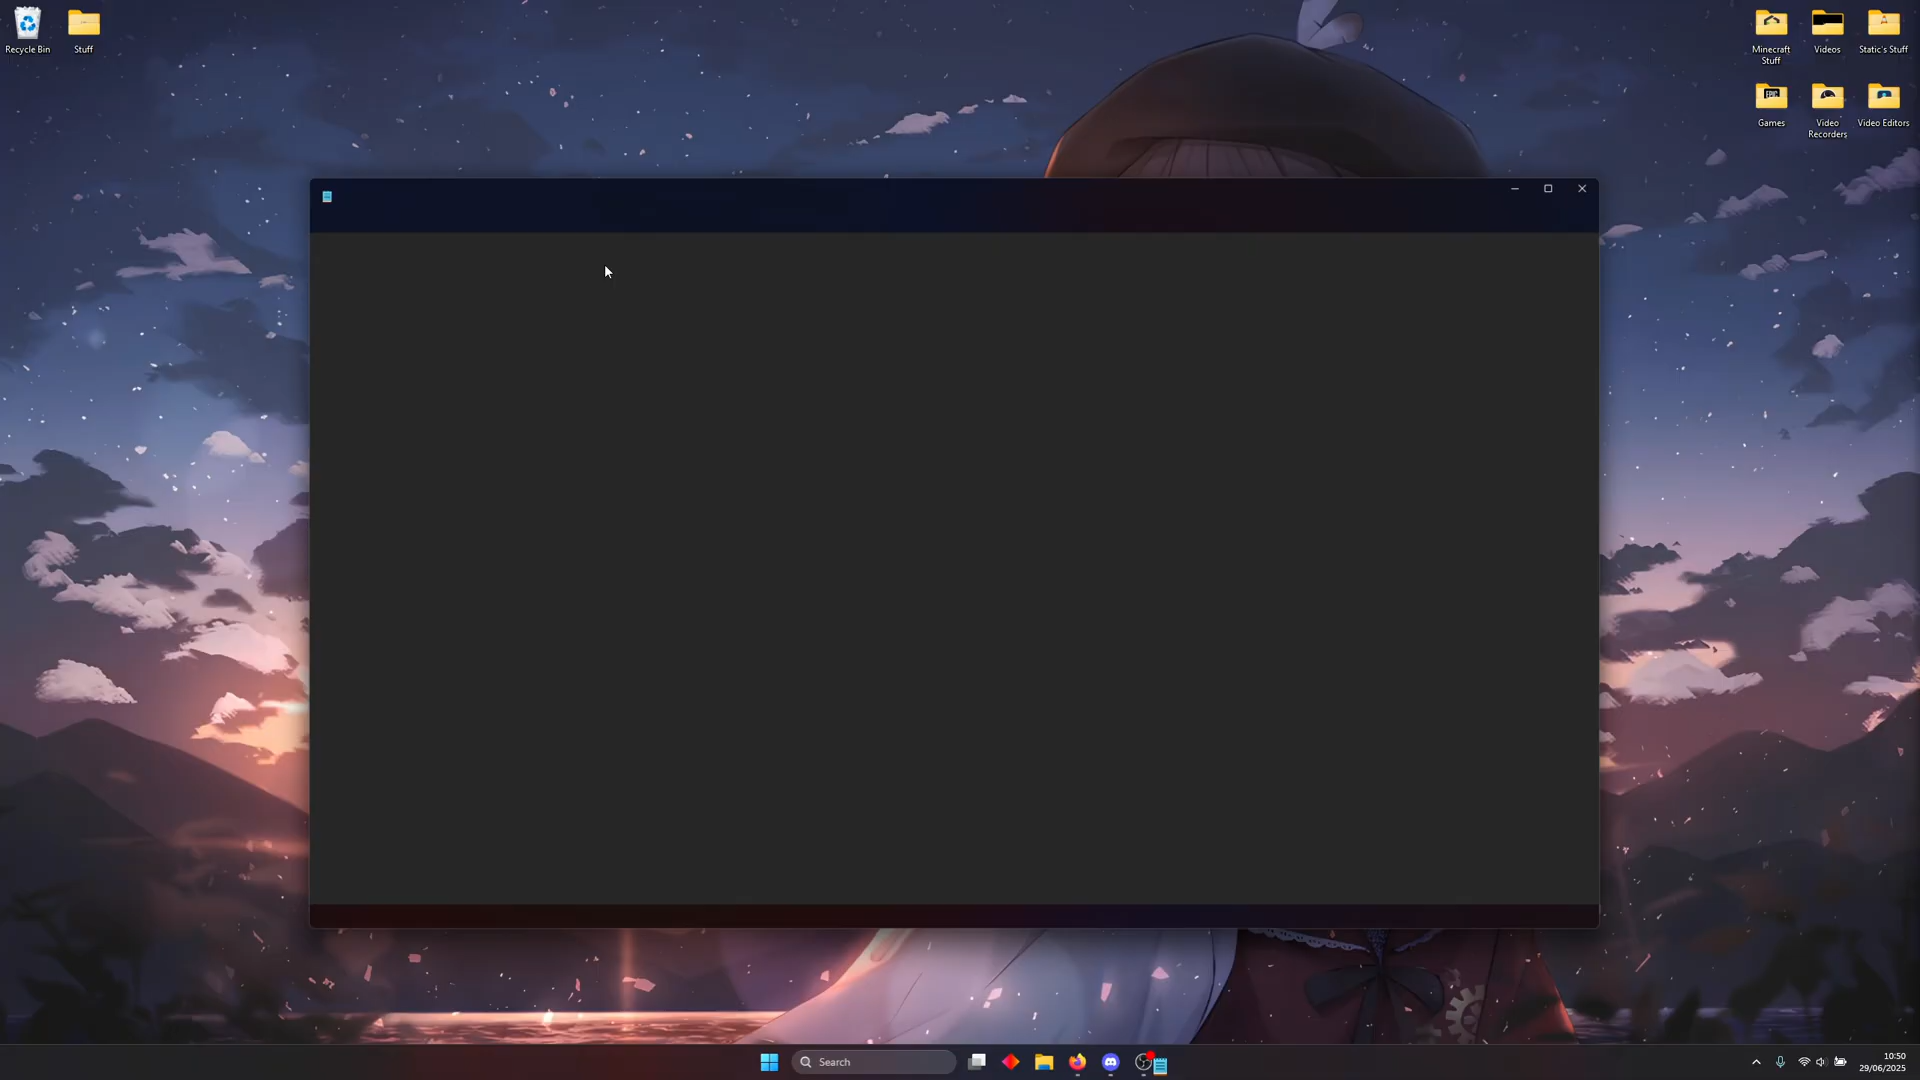 Recycle Bin
Stuff
Minecraft
Stuff
Videos
Static's Stuff
EPIC
Games
Video
Recorders
Video Editors
Search
10:50
29/06/2025